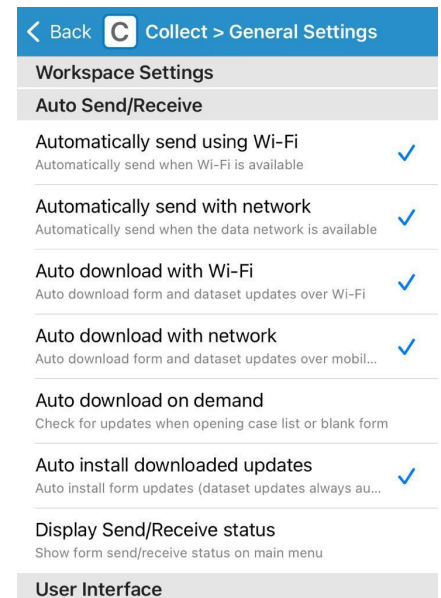 Back C Collect > General Settings
Workspace Settings
Auto Send/Receive
Automatically send using Wi-Fi
Automatically send when Wi-Fi is available
Automatically send with network
Automatically send when the data network is available
Auto download with Wi-Fi
Auto download form and dataset updates over Wi-Fi
Auto download with network
Auto download form and dataset updates over mobil...
Auto download on demand
Check for updates when opening case list or blank form
Auto install downloaded updates
Auto install form updates (dataset updates always au...
Display Send/Receive status
Show form send/receive status on main menu
User Interface